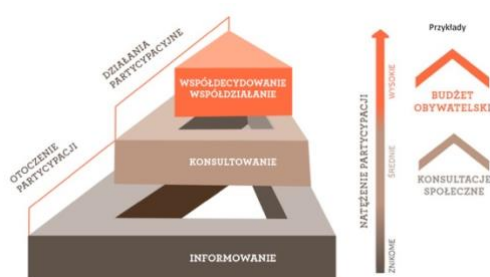 DZIAŁANIA
PARTYCYPACYJNE
OTOCZENIE
PARTYCYPACJI
WSPÓŁDECYDOWANIE
WSPÓŁDZIAŁANIE
KONSULTOWANIE
INFORMOWANIE
NATĘŻENIE PARTYCYPACJI
WYSOKIE
ŚREDNIE
ZNIKOME
Przykłady
BUDŻET
OBYWATELSKI
KONSULTACJE
SPOŁECZNE